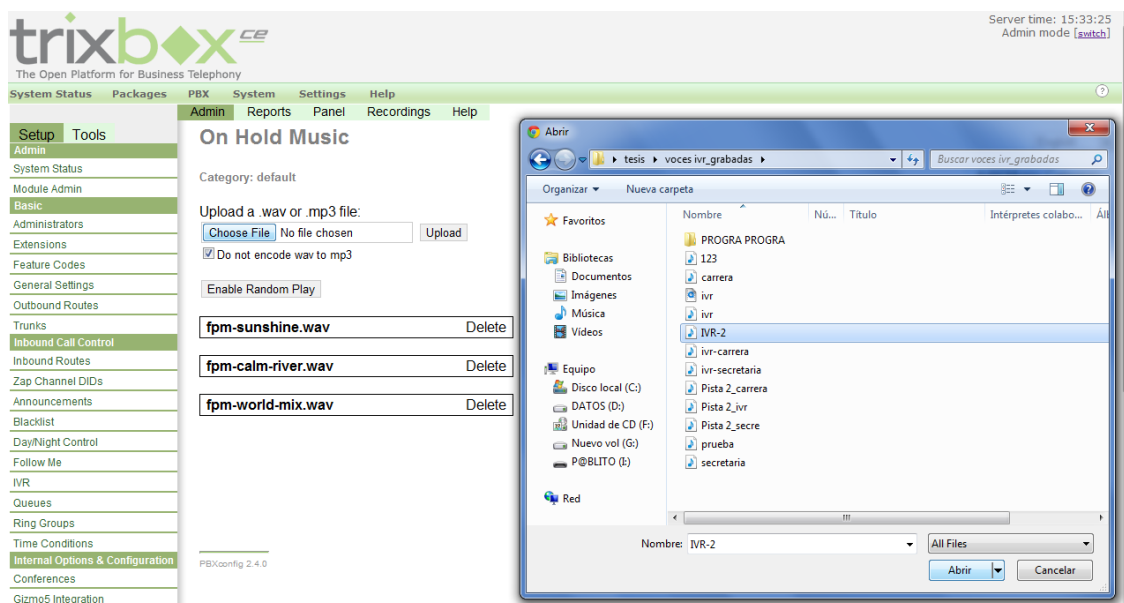 Server time: 15:33:25
Admin mode [switch]
trixbox CE
The Open Platform for Business Telephony
System Status Packages PBX System Settings Help ?
Admin Reports Panel Recordings Help
Setup Tools
Admin
System Status
Module Admin
Basic
Administrators
Extensions
Feature Codes
General Settings
Outbound Routes
Trunks
Inbound Call Control
Inbound Routes
Zap Channel DIDs
Announcements
Blacklist
Day/Night Control
Follow Me
IVR
Queues
Ring Groups
Time Conditions
Internal Options & Configuration
Conferences
Gizmo5 Integration
On Hold Music
Category: default
Upload a .wav or .mp3 file:
Choose File No file chosen Upload
Do not encode wav to mp3
Enable Random Play
fpm-sunshine.wav Delete
fpm-calm-river.wav Delete
fpm-world-mix.wav Delete
PBXconfig 2.4.0
Abrir
tesis voces ivr_grabadas
Buscar voces ivr_grabadas
Organizar Nueva carpeta
Favoritos
Bibliotecas
Documentos
Imágenes
Música
Vídeos
Equipo
Disco local (C:)
DATOS (D:)
Unidad de CD (F:)
Nuevo vol (G:)
P@BLITO (I:)
Red
Nombre Nú... Título Intérpretes colabo... Álb
PROGRA PROGRA
123
carrera
ivr
ivr
IVR-2
ivr-carrera
ivr-secretaria
Pista 2_carrera
Pista 2_ivr
Pista 2_secre
prueba
secretaria
Nombre: IVR-2 All Files
Abrir Cancelar